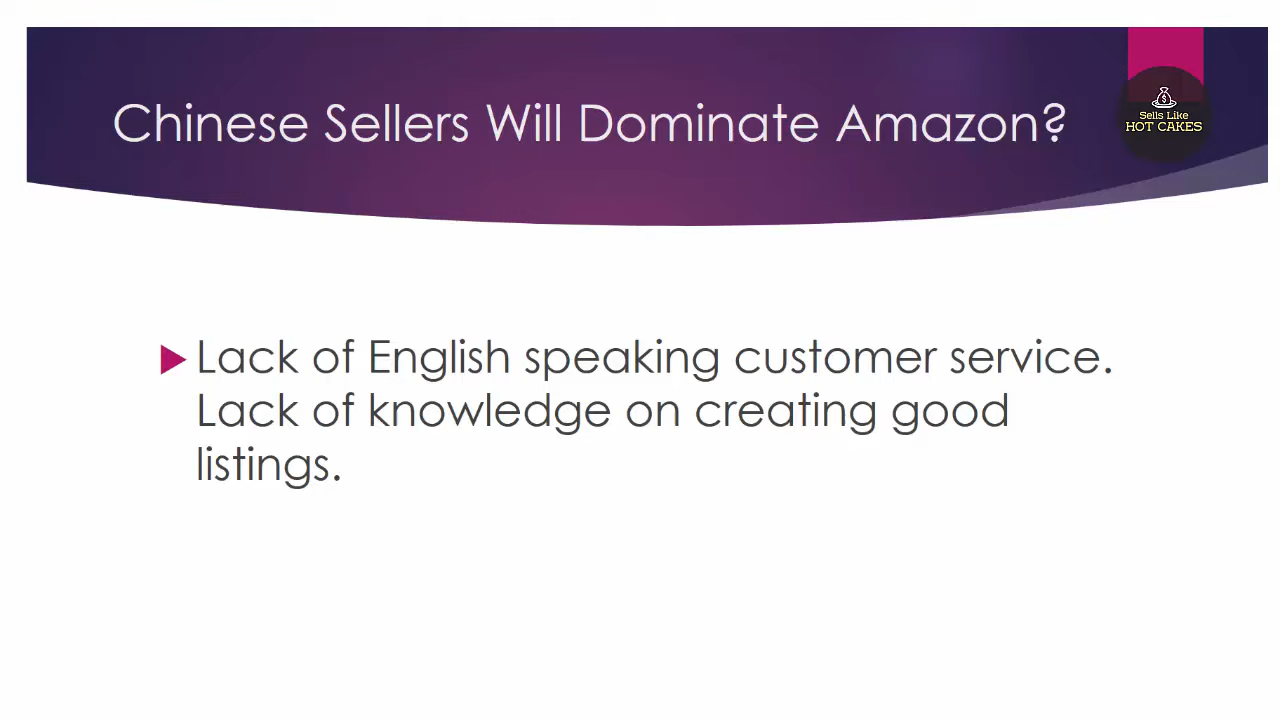 Chinese Sellers Will Dominate Amazon?
Sells Like
HOT CAKES
Lack of English speaking customer service.
Lack of knowledge on creating good
listings.